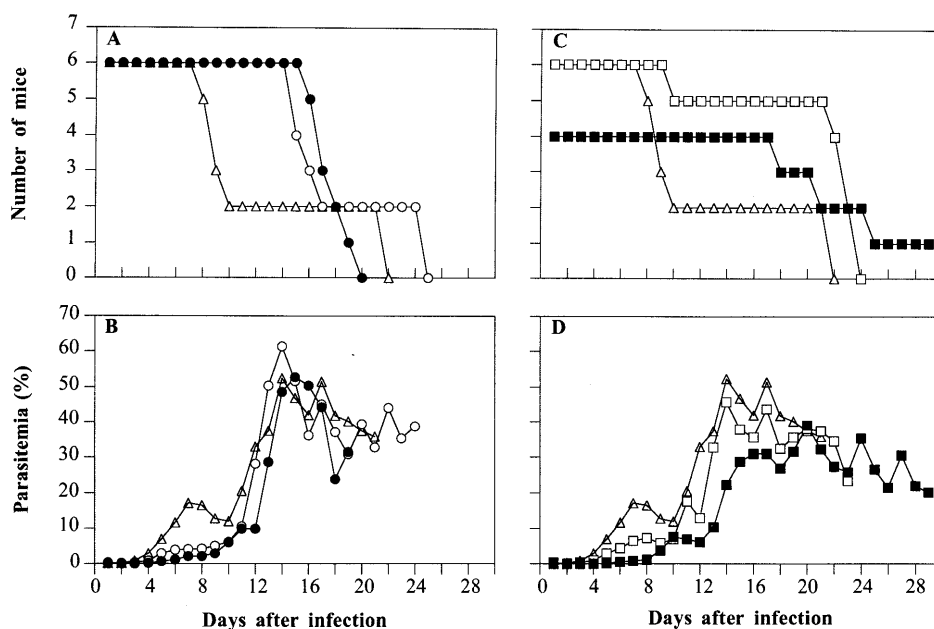 7
6
5
4
3
2
1
0
Number of mice
A
C
70
60
50
40
30
20
10
0
Parasitemia (%)
B
D
0 4 8 12 16 20 24 28
0 4 8 12 16 20 24 28
Days after infection
Days after infection